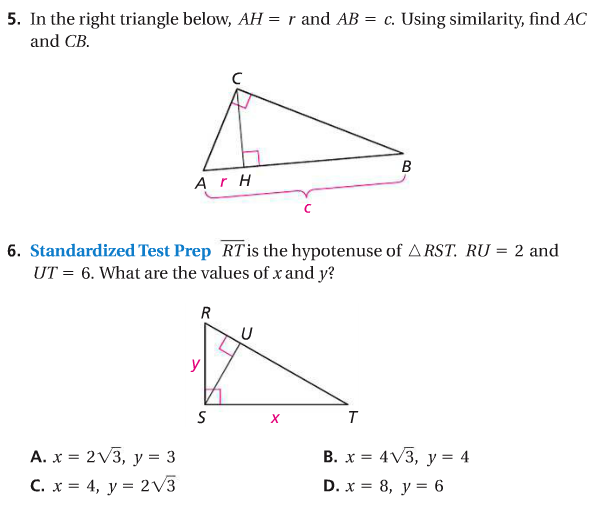 5. In the right triangle below, AH = r and AB = c. Using similarity, find AC
and CB.
C
B
A r H
c
6. Standardized Test Prep \overline{RT} is the hypotenuse of △RST. RU = 2 and
UT = 6. What are the values of x and y?
R
U
y
S x T
A. x = 2√3, y = 3 B. x = 4√3, y = 4
C. x = 4, y = 2√3 D. x = 8, y = 6